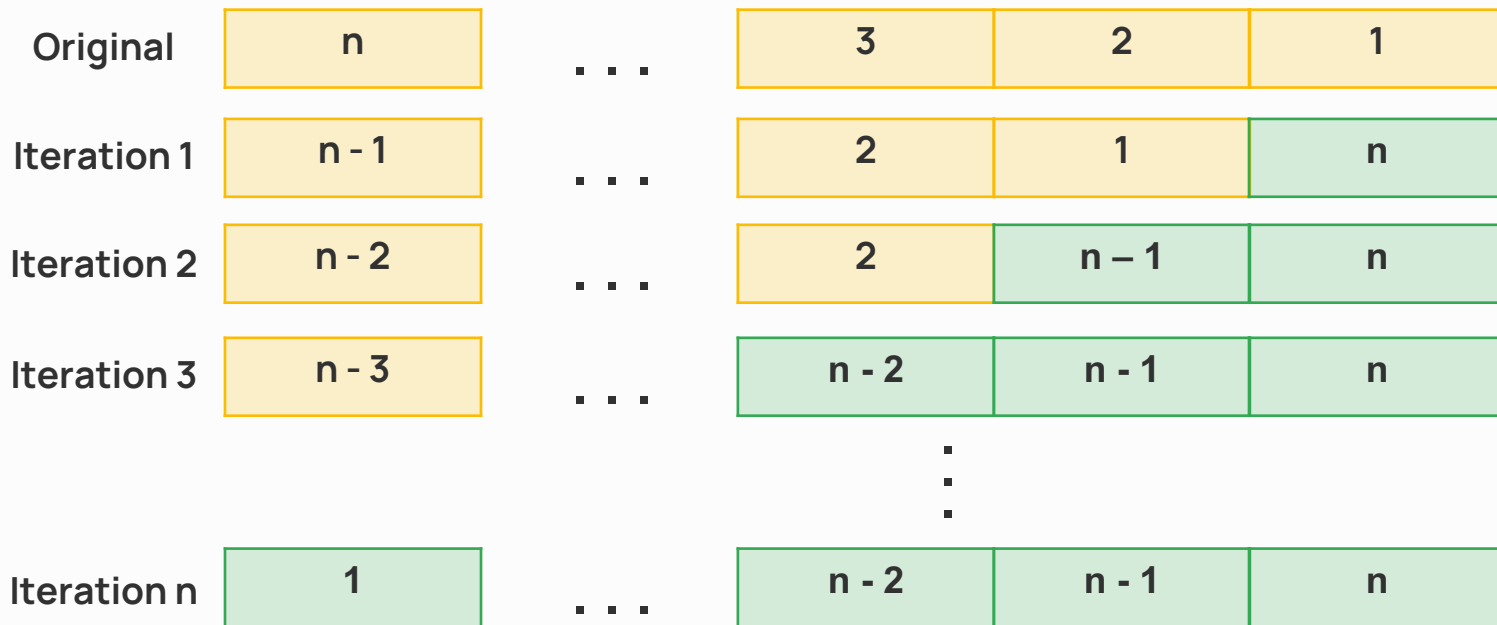 Original n . . . 3 2 1
Iteration 1 n - 1 . . . 2 1 n
Iteration 2 n - 2 . . . 2 n – 1 n
Iteration 3 n - 3 . . . n - 2 n - 1 n
.
.
.
Iteration n 1 . . . n - 2 n - 1 n